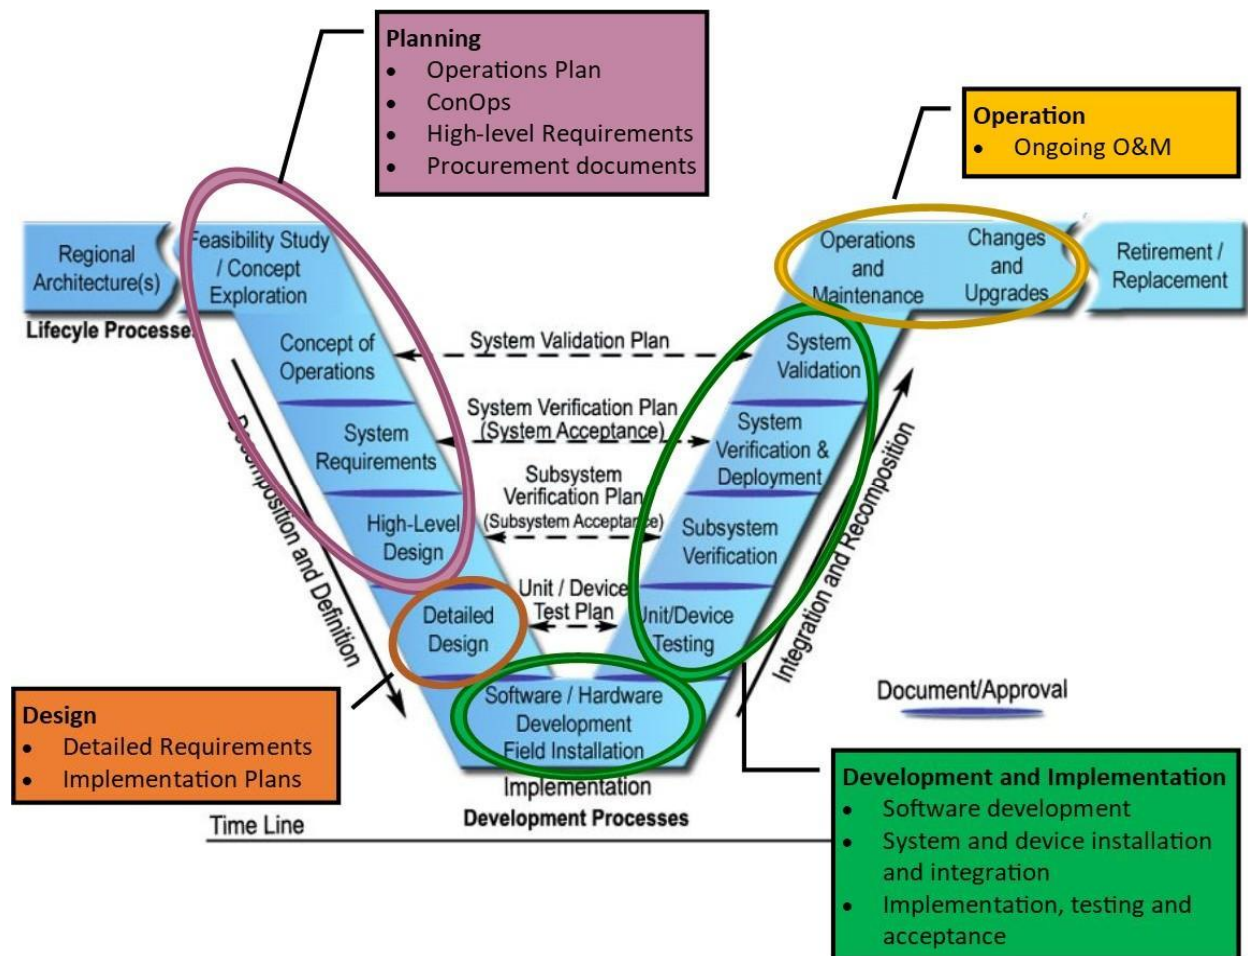 Planning
• Operations Plan
• ConOps
• High-level Requirements
• Procurement documents
Operation
• Ongoing O&M
Regional
Architecture(s)
Feasibility Study
/ Concept
Exploration
Operations
and
Maintenance
Changes
and
Upgrades
Retirement /
Replacement
Lifecyle Processes
Concept of
Operations
System Validation Plan
System
Validation
System
Requirements
System Verification Plan
(System Acceptance)
System
Verification &
Deployment
High-Level
Design
Subsystem
Verification Plan
(Subsystem Acceptance)
Subsystem
Verification
Detailed
Design
Unit / Device
Test Plan
Unit/Device
Testing
Decomposition and Definition
Integration and Recomposition
Software / Hardware
Development
Field Installation
Implementation
Development Processes
Document/Approval
Design
• Detailed Requirements
• Implementation Plans
Time Line
Development and Implementation
• Software development
• System and device installation
and integration
• Implementation, testing and
acceptance